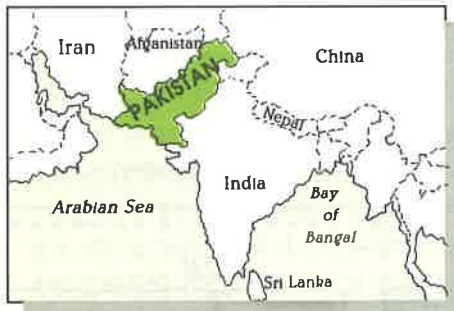 Iran
Afganistan
China
PAKISTAN
Nepal
India
Bay
of
Bangal
Arabian Sea
Sri Lanka